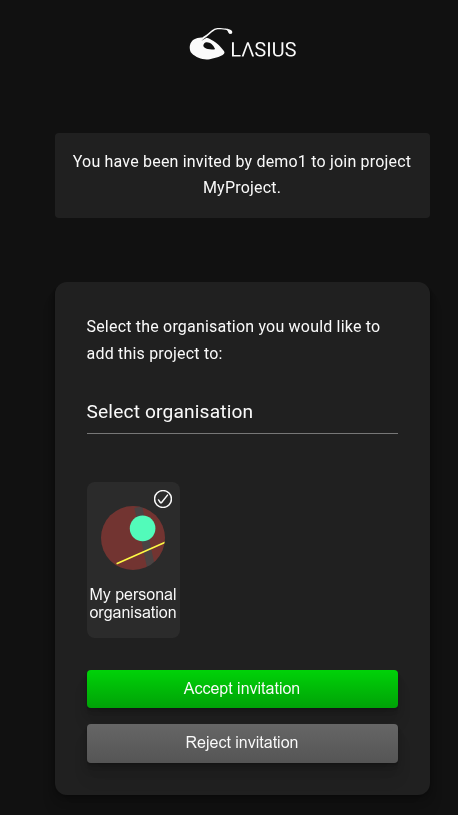 LASIUS
You have been invited by demo1 to join project
MyProject.
Select the organisation you would like to
add this project to:
Select organisation
My personal
organisation
Accept invitation
Reject invitation